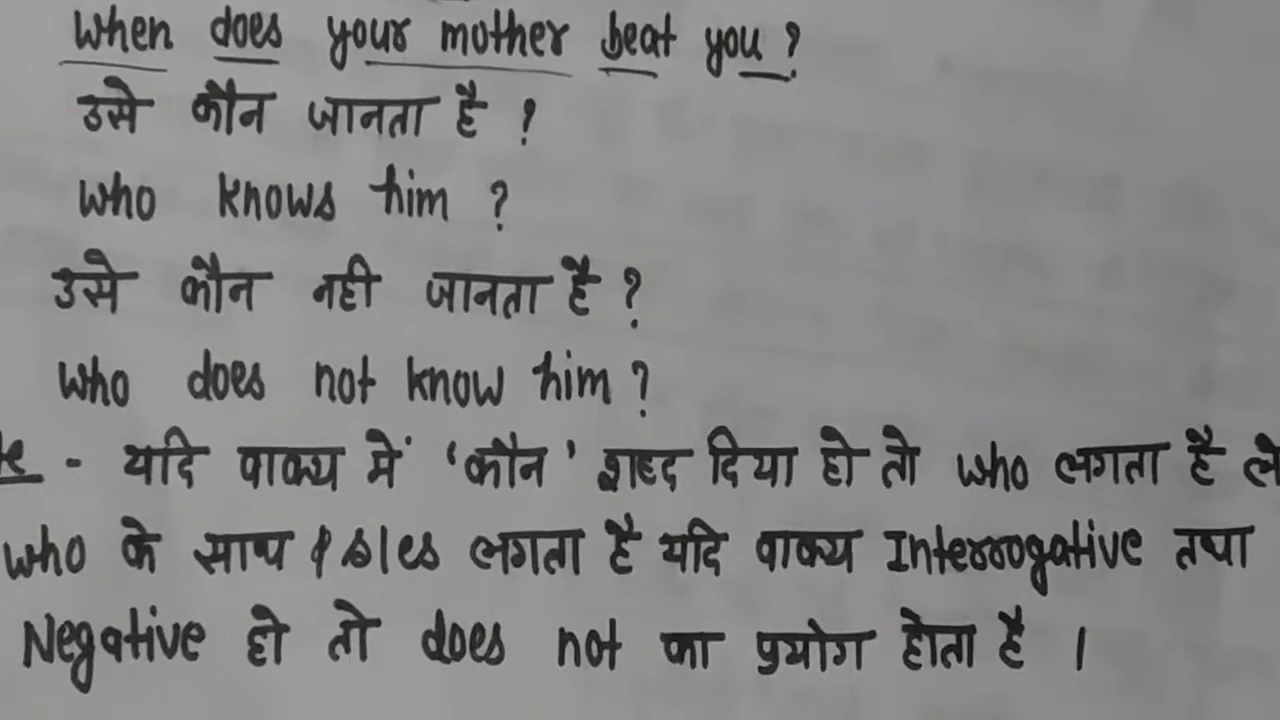 When does your mother beat you ?
उसे कौन जानता है ?
who knows him ?
उसे कौन नही जानता है ?
who does not know him ?
- यदि वाक्य में 'कौन' शब्द दिया हो तो who लगता है
who के साथ s/es लगता है यदि वाक्य Interrogative तथा
Negative हो तो does not का प्रयोग होता है ।